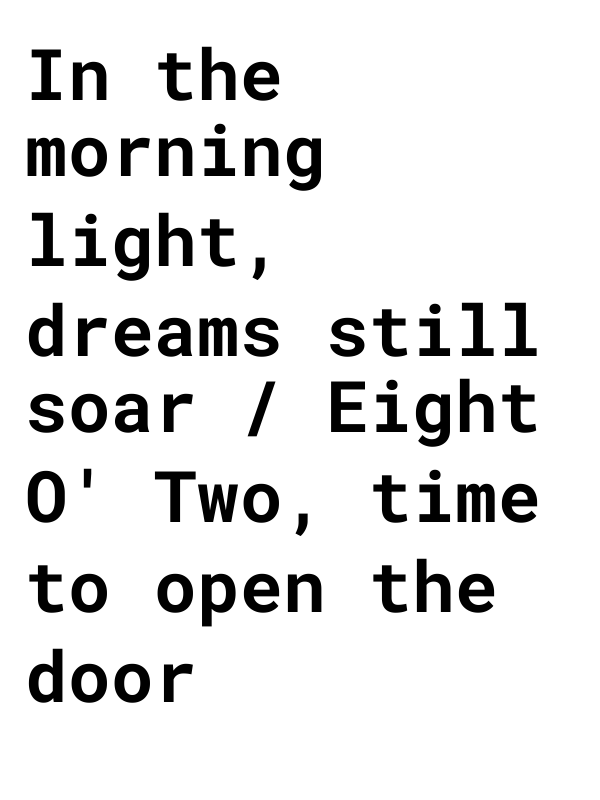 In the
morning
light,
dreams still
soar / Eight
O' Two, time
to open the
door